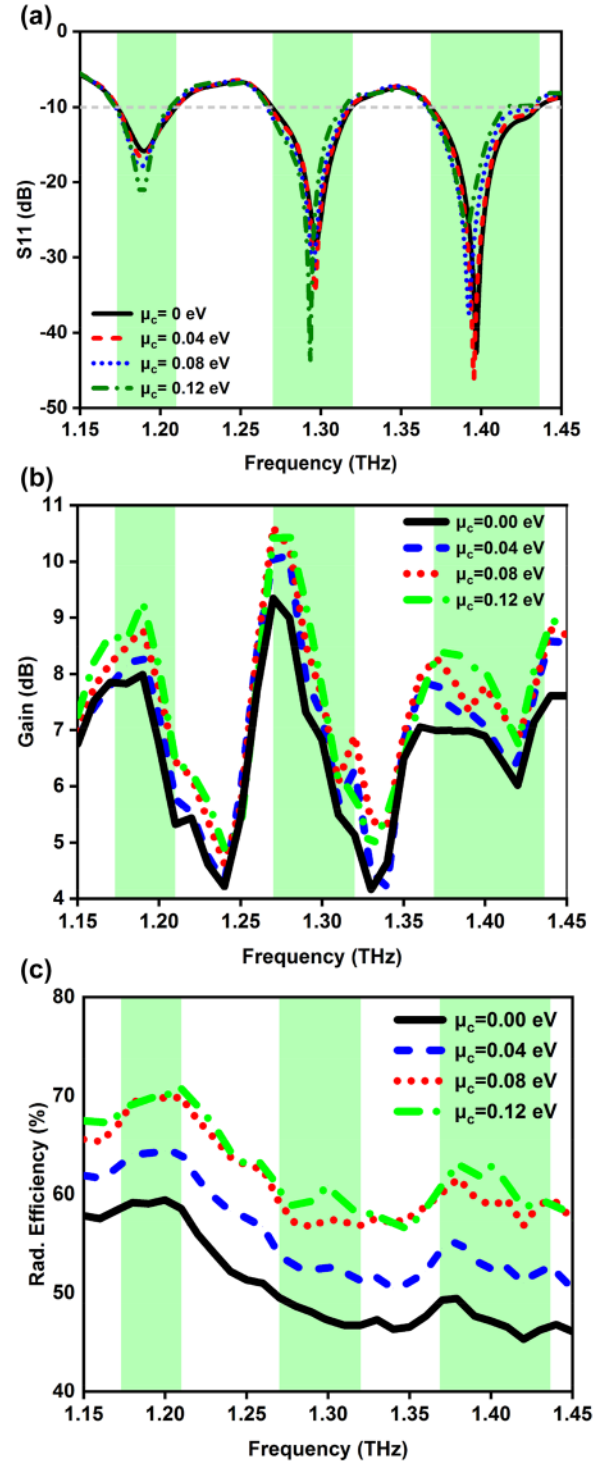 (a)
0
-10
-20
-30
-40
-50
S11 (dB)
μc= 0 eV
μc= 0.04 eV
μc= 0.08 eV
μc= 0.12 eV
1.15 1.20 1.25 1.30 1.35 1.40 1.45
Frequency (THz)
(b)
11
10
9
8
7
6
5
4
Gain (dB)
μc=0.00 eV
μc=0.04 eV
μc=0.08 eV
μc=0.12 eV
1.15 1.20 1.25 1.30 1.35 1.40 1.45
Frequency (THz)
(c)
80
70
60
50
40
Rad. Efficiency (%)
μc=0.00 eV
μc=0.04 eV
μc=0.08 eV
μc=0.12 eV
1.15 1.20 1.25 1.30 1.35 1.40 1.45
Frequency (THz)